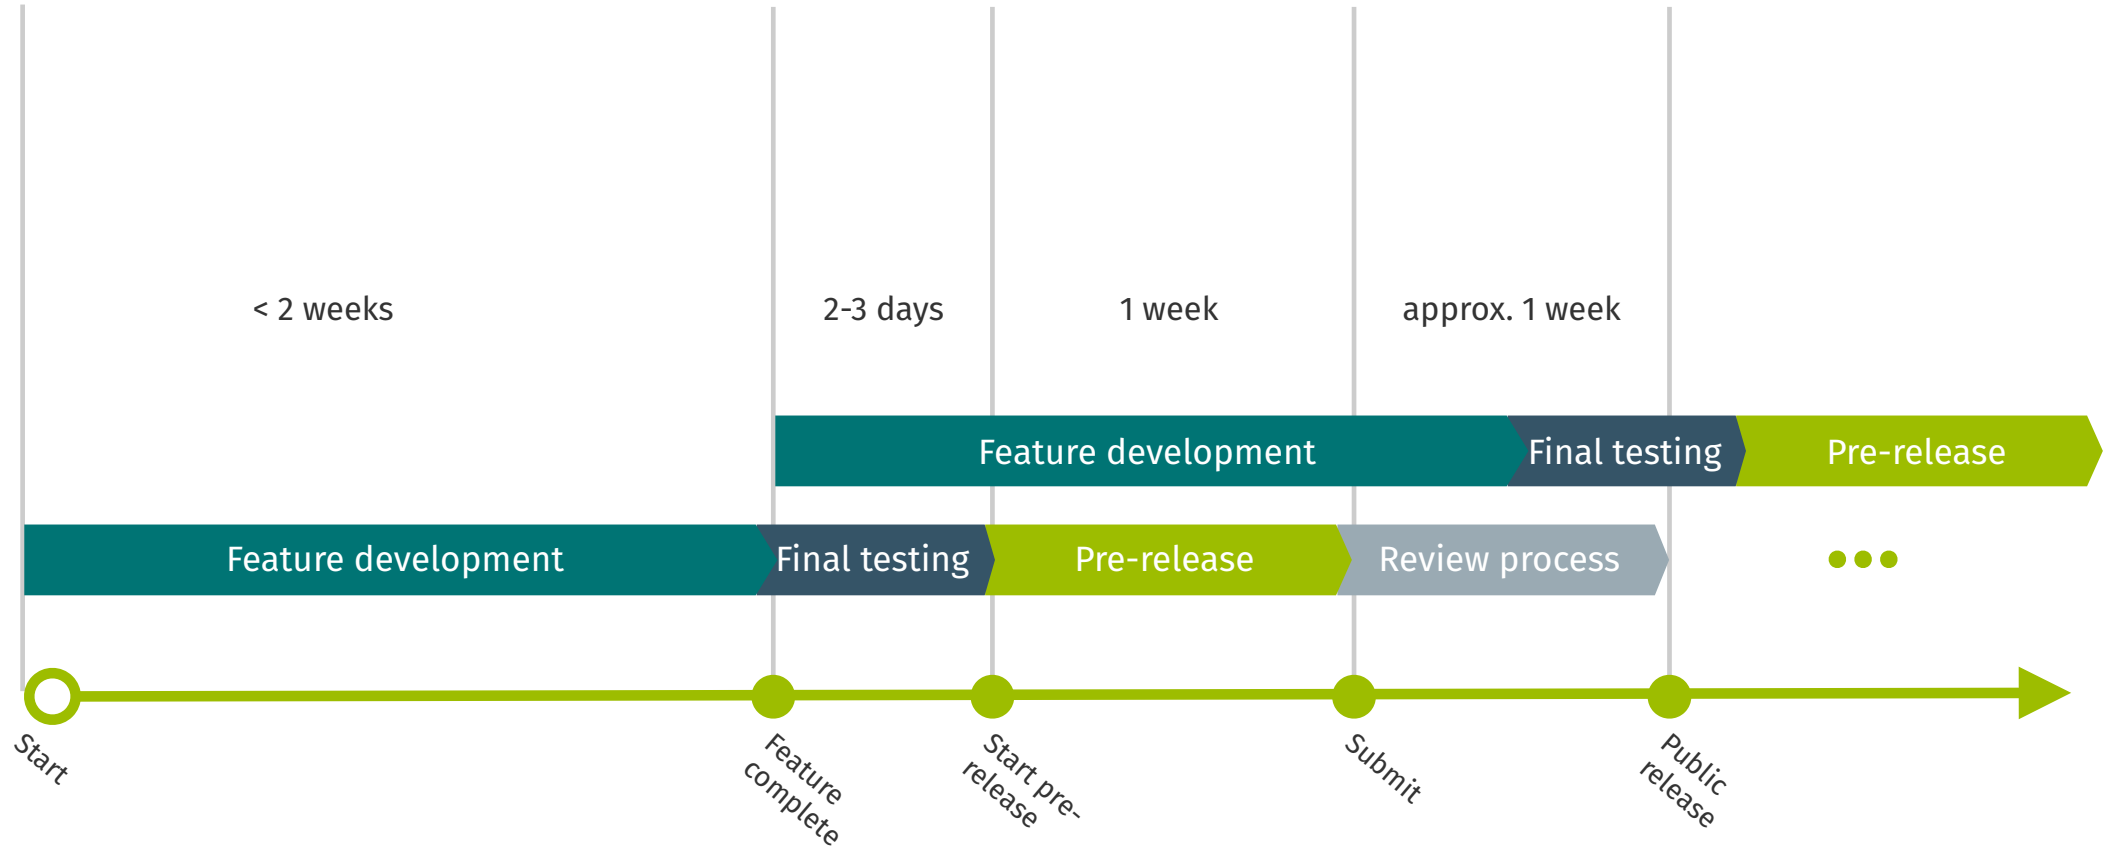 < 2 weeks
2-3 days
1 week
approx. 1 week
Feature development
Final testing
Pre-release
Feature development
Final testing
Pre-release
Review process
Start
Feature
complete
Start pre-
release
Submit
Public
release